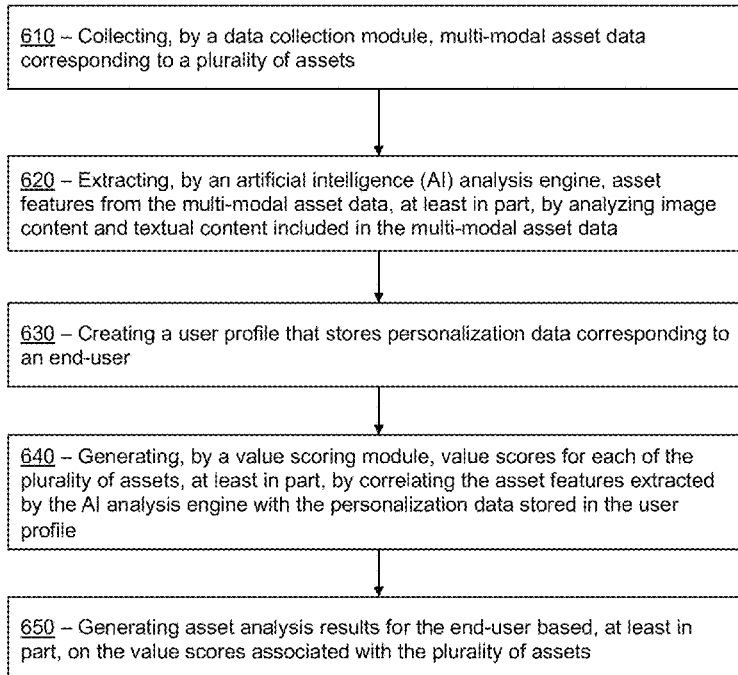 610 – Collecting, by a data collection module, multi-modal asset data
corresponding to a plurality of assets
620 – Extracting, by an artificial intelligence (AI) analysis engine, asset
features from the multi-modal asset data, at least in part, by analyzing image
content and textual content included in the multi-modal asset data
630 – Creating a user profile that stores personalization data corresponding to
an end-user
640 – Generating, by a value scoring module, value scores for each of the
plurality of assets, at least in part, by correlating the asset features extracted
by the AI analysis engine with the personalization data stored in the user
profile
650 – Generating asset analysis results for the end-user based, at least in
part, on the value scores associated with the plurality of assets